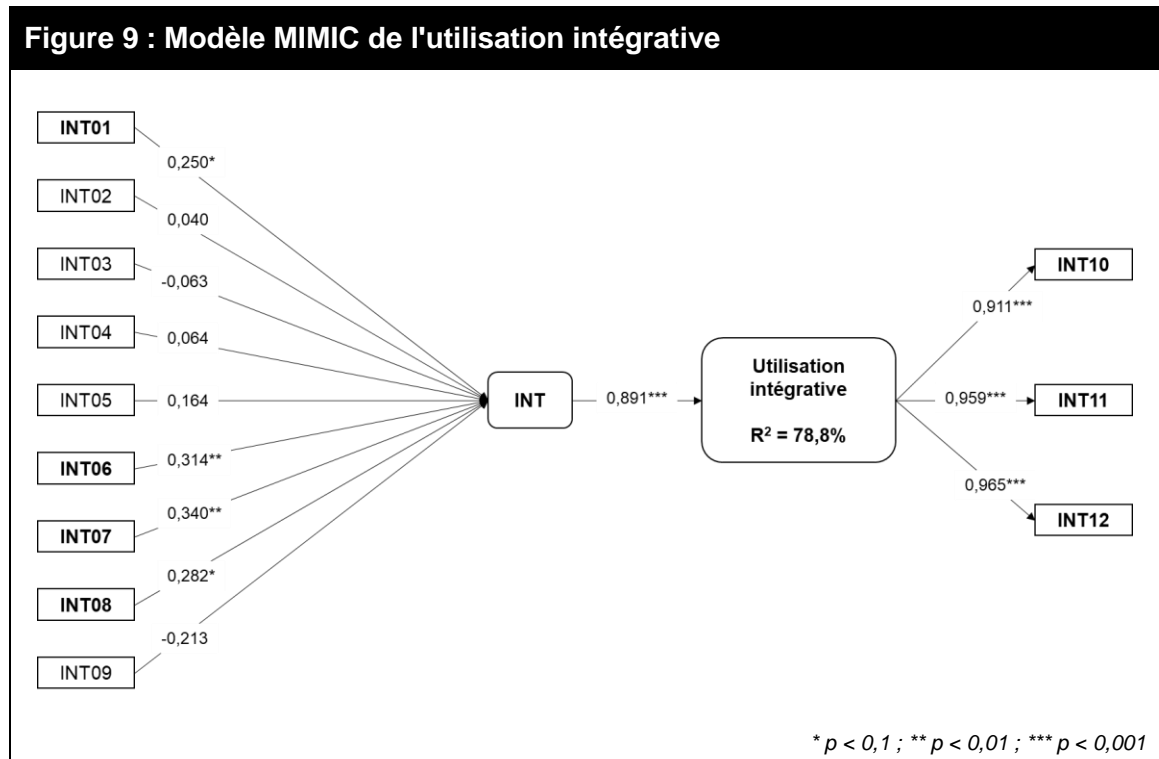 Figure 9 : Modèle MIMIC de l'utilisation intégrative
INT01
0,250*
INT02
0,040
INT03
-0,063
INT04
0,064
INT05
0,164
INT06
0,314**
INT07
0,340**
INT08
0,282*
INT09
-0,213
INT
0,891***
Utilisation
intégrative
R² = 78,8%
0,911***
INT10
0,959***
INT11
0,965***
INT12
* p < 0,1 ; ** p < 0,01 ; *** p < 0,001